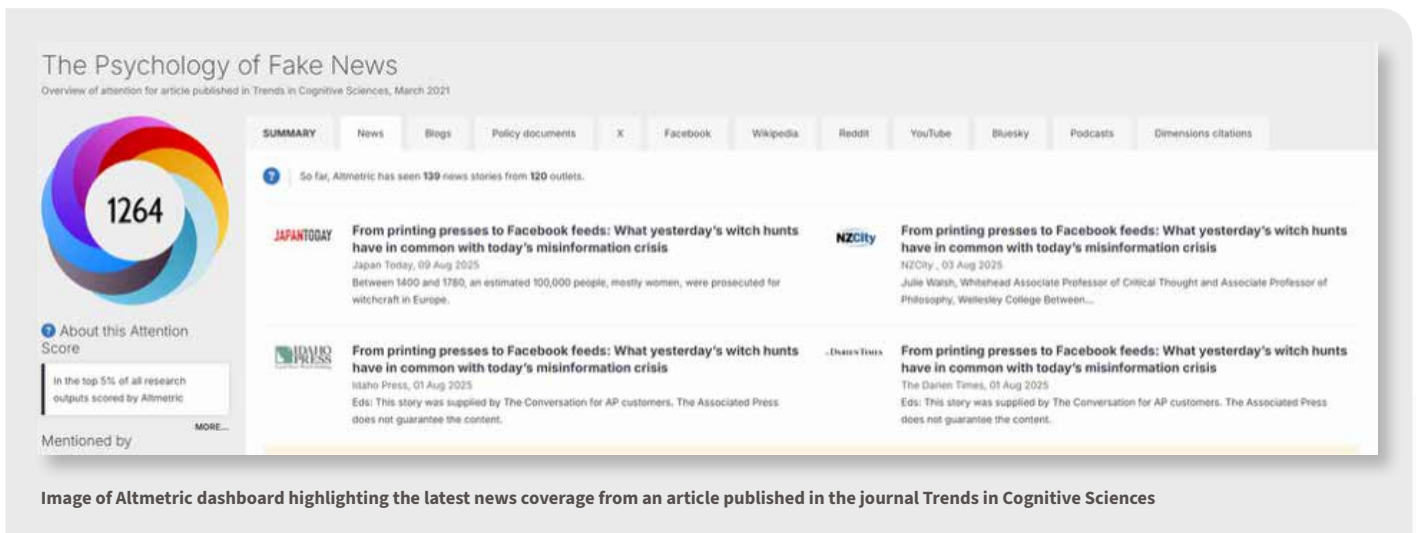 The Psychology of Fake News
Overview of attention for article published in Trends in Cognitive Sciences, March 2021
1264
SUMMARY News Blogs Policy documents X Facebook Wikipedia Reddit YouTube Bluesky Podcasts Dimensions citations
? So far, Altmetric has seen 139 news stories from 120 outlets.
JAPANTODAY
From printing presses to Facebook feeds: What yesterday's witch hunts
have in common with today's misinformation crisis
Japan Today, 09 Aug 2025
Between 1400 and 1780, an estimated 100,000 people, mostly women, were prosecuted for
witchcraft in Europe.
NZCity
From printing presses to Facebook feeds: What yesterday's witch hunts
have in common with today's misinformation crisis
NZCity , 03 Aug 2025
Julie Walsh, Whitehead Associate Professor of Critical Thought and Associate Professor of
Philosophy, Wellesley College Between...
? About this Attention
Score
In the top 5% of all research
outputs scored by Altmetric
MORE...
Mentioned by
IDAHO
PRESS
From printing presses to Facebook feeds: What yesterday's witch hunts
have in common with today's misinformation crisis
Idaho Press, 01 Aug 2025
Eds: This story was supplied by The Conversation for AP customers. The Associated Press
does not guarantee the content.
Darien Times
From printing presses to Facebook feeds: What yesterday's witch hunts
have in common with today's misinformation crisis
The Darien Times, 01 Aug 2025
Eds: This story was supplied by The Conversation for AP customers. The Associated Press
does not guarantee the content.
Image of Altmetric dashboard highlighting the latest news coverage from an article published in the journal Trends in Cognitive Sciences